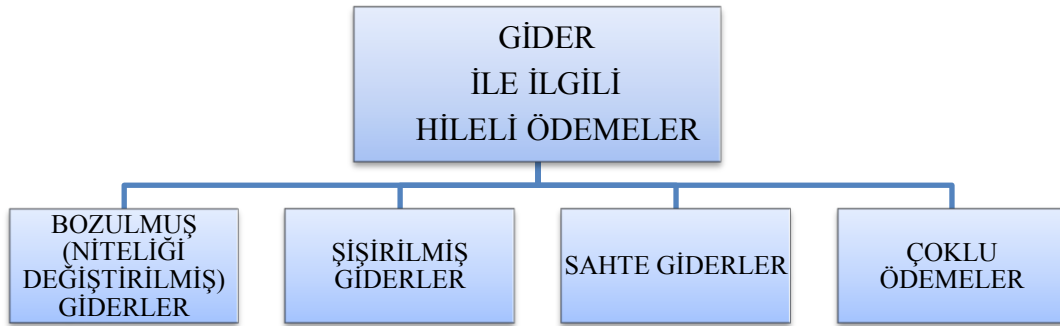 GİDER
İLE İLGİLİ
HİLELİ ÖDEMELER
BOZULMUŞ
(NİTELİĞİ
DEĞİŞTİRİLMİŞ)
GİDERLER
ŞİŞİRİLMİŞ
GİDERLER
SAHTE GİDERLER
ÇOKLU
ÖDEMELER